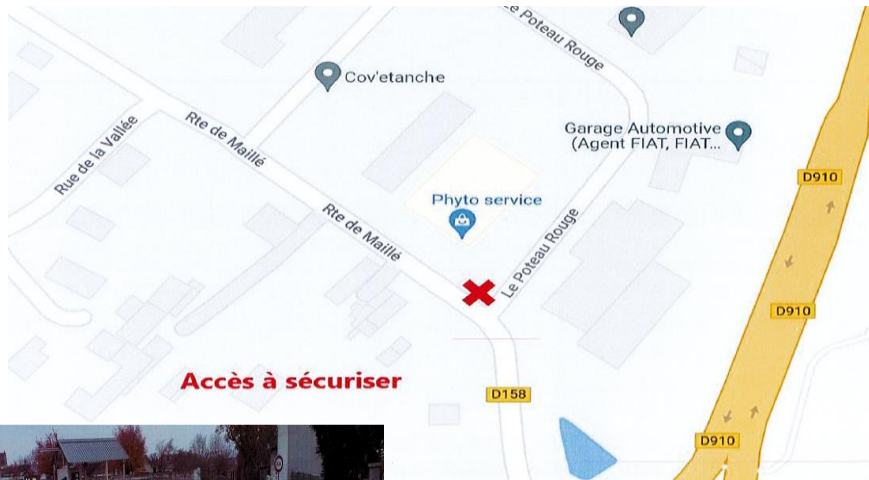 Le Poteau Rouge
Cov'etanche
Garage Automotive
(Agent FIAT, FIAT...
Rte de Maillé
Rue de la Vallée
D910
Phyto service
Rte de Maillé
Le Poteau Rouge
D910
Accès à sécuriser
D158
D910